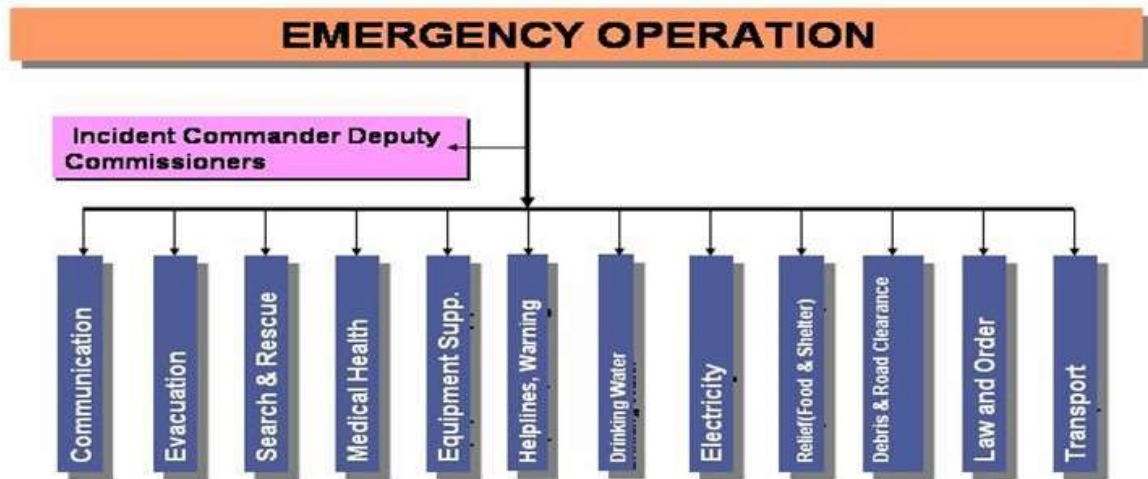 EMERGENCY OPERATION
Incident Commander Deputy
Commissioners
Communication
Evacuation
Search & Rescue
Medical Health
Equipment Supp.
Helplines, Warning
Drinking Water
Electricity
Relief(Food & Shelter)
Debris & Road Clearance
Law and Order
Transport